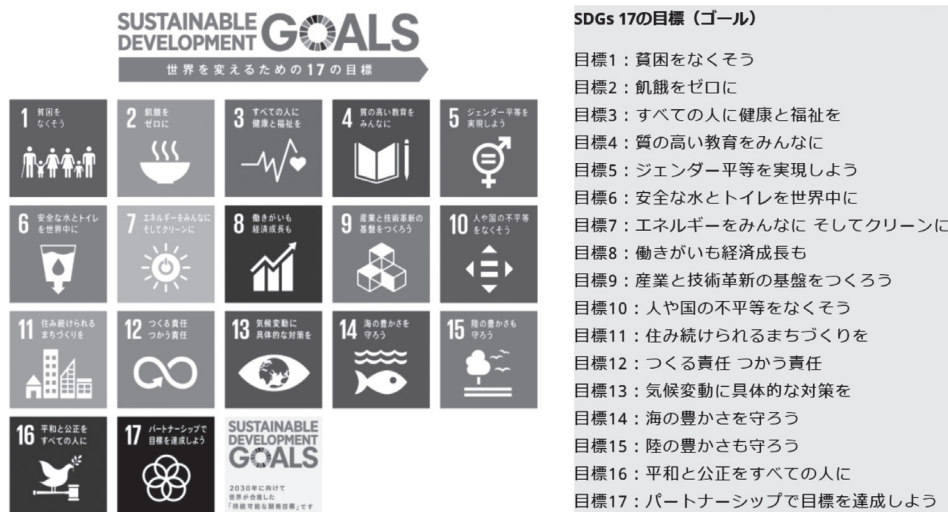 SUSTAINABLE
DEVELOPMENT
GOALS
世界を変えるための17の目標
1 貧困を
なくそう
2 飢餓を
ゼロに
3 すべての人に
健康と福祉を
4 質の高い教育を
みんなに
5 ジェンダー平等を
実現しよう
6 安全な水とトイレ
を世界中に
7 エネルギーをみんなに
そしてクリーンに
8 働きがいも
経済成長も
9 産業と技術革新の
基盤をつくろう
10 人や国の不平等
をなくそう
11 住み続けられる
まちづくりを
12 つくる責任
つかう責任
13 気候変動に
具体的な対策を
14 海の豊かさを
守ろう
15 陸の豊かさも
守ろう
16 平和と公正を
すべての人に
17 パートナーシップで
目標を達成しよう
SUSTAINABLE
DEVELOPMENT
GOALS
2030年に向けて
世界が合意した
「持続可能な開発目標」です
SDGs 17の目標（ゴール）
目標1：貧困をなくそう
目標2：飢餓をゼロに
目標3：すべての人に健康と福祉を
目標4：質の高い教育をみんなに
目標5：ジェンダー平等を実現しよう
目標6：安全な水とトイレを世界中に
目標7：エネルギーをみんなに そしてクリーンに
目標8：働きがいも経済成長も
目標9：産業と技術革新の基盤をつくろう
目標10：人や国の不平等をなくそう
目標11：住み続けられるまちづくりを
目標12：つくる責任 つかう責任
目標13：気候変動に具体的な対策を
目標14：海の豊かさを守ろう
目標15：陸の豊かさも守ろう
目標16：平和と公正をすべての人に
目標17：パートナーシップで目標を達成しよう